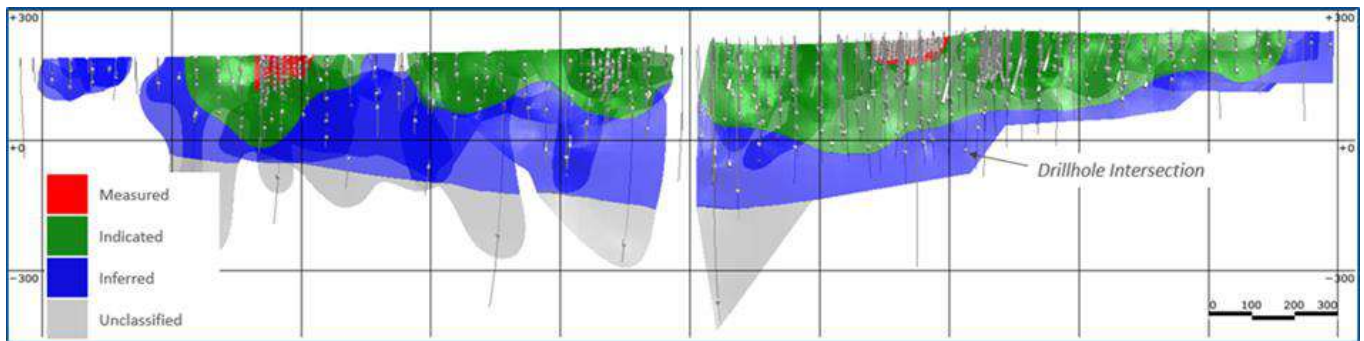 +300
+300
+0
+0
Drillhole Intersection
Measured
Indicated
Inferred
Unclassified
-300
-300
0 100 200 300